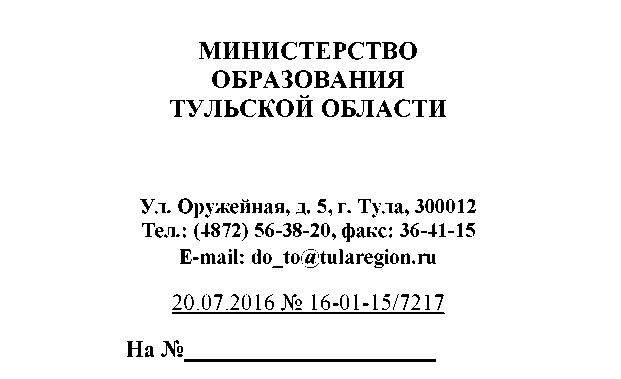 МИНИСТЕРСТВО
ОБРАЗОВАНИЯ
ТУЛЬСКОЙ ОБЛАСТИ
Ул. Оружейная, д. 5, г. Тула, 300012
Тел.: (4872) 56-38-20, факс: 36-41-15
E-mail: do_to@tularegion.ru
20.07.2016 № 16-01-15/7217
На №_____________________